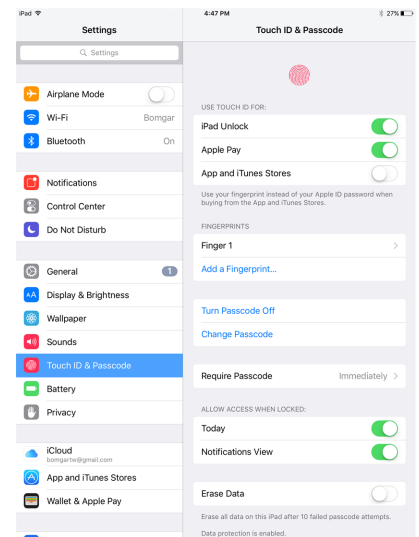 iPad
4:47 PM
27%
Settings
Touch ID & Passcode
Settings
Airplane Mode
Wi-Fi
Bomgar
Bluetooth
On
Notifications
Control Center
Do Not Disturb
General
1
AA
Display & Brightness
Wallpaper
Sounds
Touch ID & Passcode
Battery
Privacy
iCloud
bomgartw@gmail.com
App and iTunes Stores
Wallet & Apple Pay
USE TOUCH ID FOR:
iPad Unlock
Apple Pay
App and iTunes Stores
Use your fingerprint instead of your Apple ID password when
buying from the App and iTunes Stores.
FINGERPRINTS
Finger 1
Add a Fingerprint...
Turn Passcode Off
Change Passcode
Require Passcode
Immediately
ALLOW ACCESS WHEN LOCKED:
Today
Notifications View
Erase Data
Erase all data on this iPad after 10 failed passcode attempts.
Data protection is enabled.